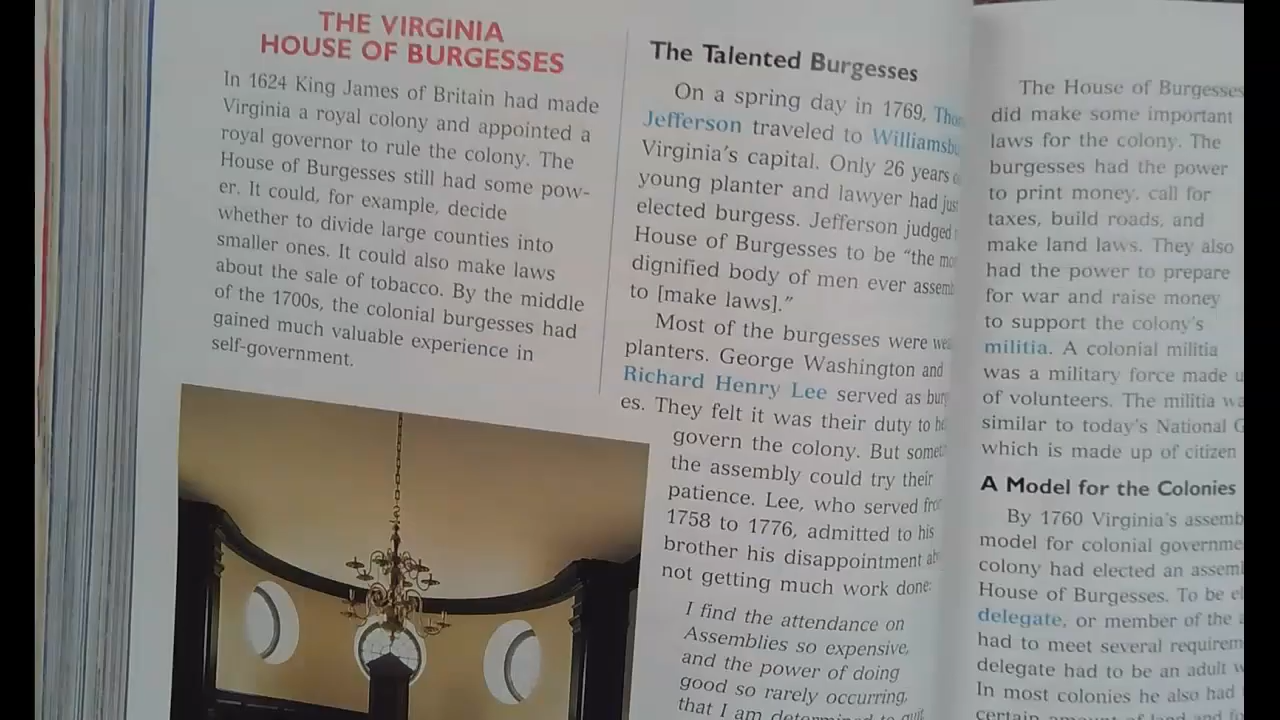 THE VIRGINIA
HOUSE OF BURGESSES
In 1624 King James of Britain had made
Virginia a royal colony and appointed a
royal governor to rule the colony. The
House of Burgesses still had some pow-
er. It could, for example, decide
whether to divide large counties into
smaller ones. It could also make laws
about the sale of tobacco. By the middle
of the 1700s, the colonial burgesses had
gained much valuable experience in
self-government.
The Talented Burgesses
On a spring day in 1769,
Jefferson traveled to
Virginia's capital. Only 26 years
young planter and lawyer had just
elected burgess. Jefferson judged
House of Burgesses to be "the
dignified body of men ever
to [make laws]."
Most of the burgesses were
planters. George Washington and
Richard Henry Lee served as
es. They felt it was their duty to
govern the colony. But
the assembly could try their
patience. Lee, who served
1758 to 1776, admitted to his
brother his disappointment
not getting much work done:
I find the attendance on
Assemblies so expensive,
and the power of doing
good so rarely occurring,
that I am determined to quit
The House of Burgesses
did make some important
laws for the colony. The
burgesses had the power
to print money, call for
taxes, build roads, and
make land laws. They also
had the power to prepare
for war and raise money
to support the colony's
militia. A colonial militia
was a military force made
of volunteers. The militia
similar to today's National
which is made up of citizen
A Model for the Colonies
By 1760 Virginia's
model for colonial
colony had elected an
House of Burgesses. To be
delegate, or member of the
had to meet several
delegate had to be an adult
In most colonies he also had
certain amount of land